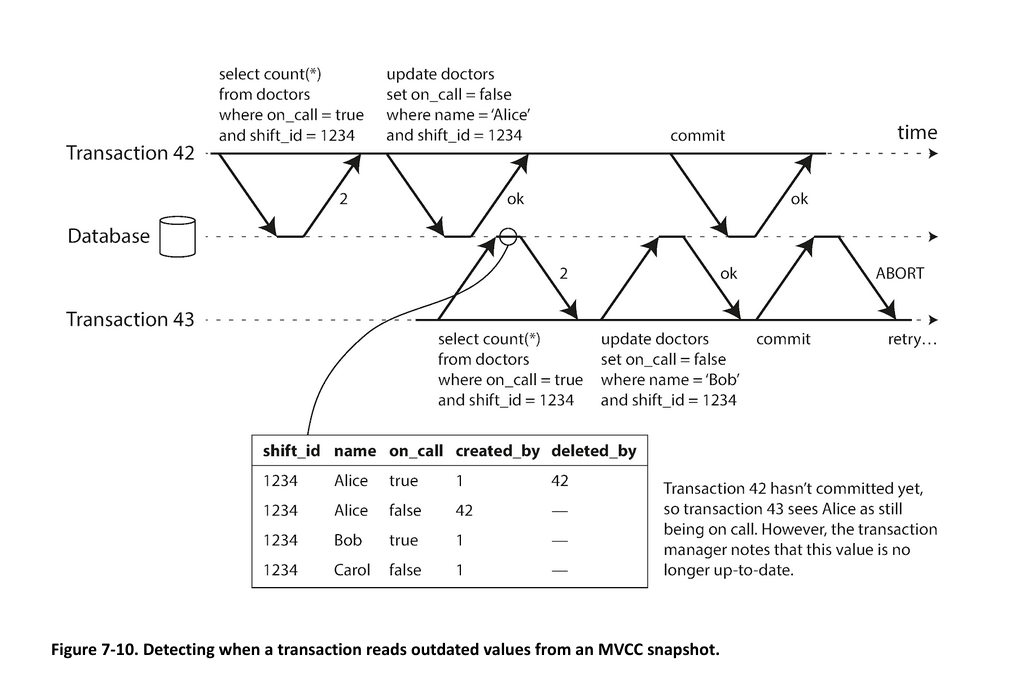 select count(*)
from doctors
where on_call = true
and shift_id = 1234
update doctors
set on_call = false
where name = ‘Alice’
and shift_id = 1234
commit
time
Transaction 42
2
ok
ok
Database
2
ok
ABORT
Transaction 43
select count(*)
from doctors
where on_call = true
and shift_id = 1234
update doctors
set on_call = false
where name = ‘Bob’
and shift_id = 1234
commit
retry…
shift_id name on_call created_by deleted_by
1234 Alice true 1 42
1234 Alice false 42 —
1234 Bob true 1 —
1234 Carol false 1 —
Transaction 42 hasn’t committed yet,
so transaction 43 sees Alice as still
being on call. However, the transaction
manager notes that this value is no
longer up-to-date.
Figure 7-10. Detecting when a transaction reads outdated values from an MVCC snapshot.